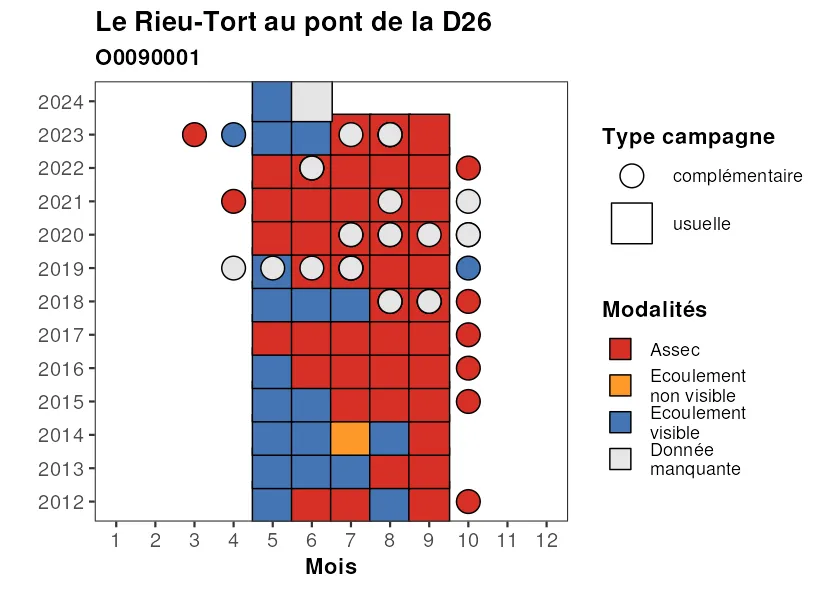 Le Rieu-Tort au pont de la D26
O0090001
2024
2023
2022
2021
2020
2019
2018
2017
2016
2015
2014
2013
2012
1 2 3 4 5 6 7 8 9 10 11 12
Mois
Type campagne
complémentaire
usuelle
Modalités
Assec
Ecoulement
non visible
Ecoulement
visible
Donnée
manquante